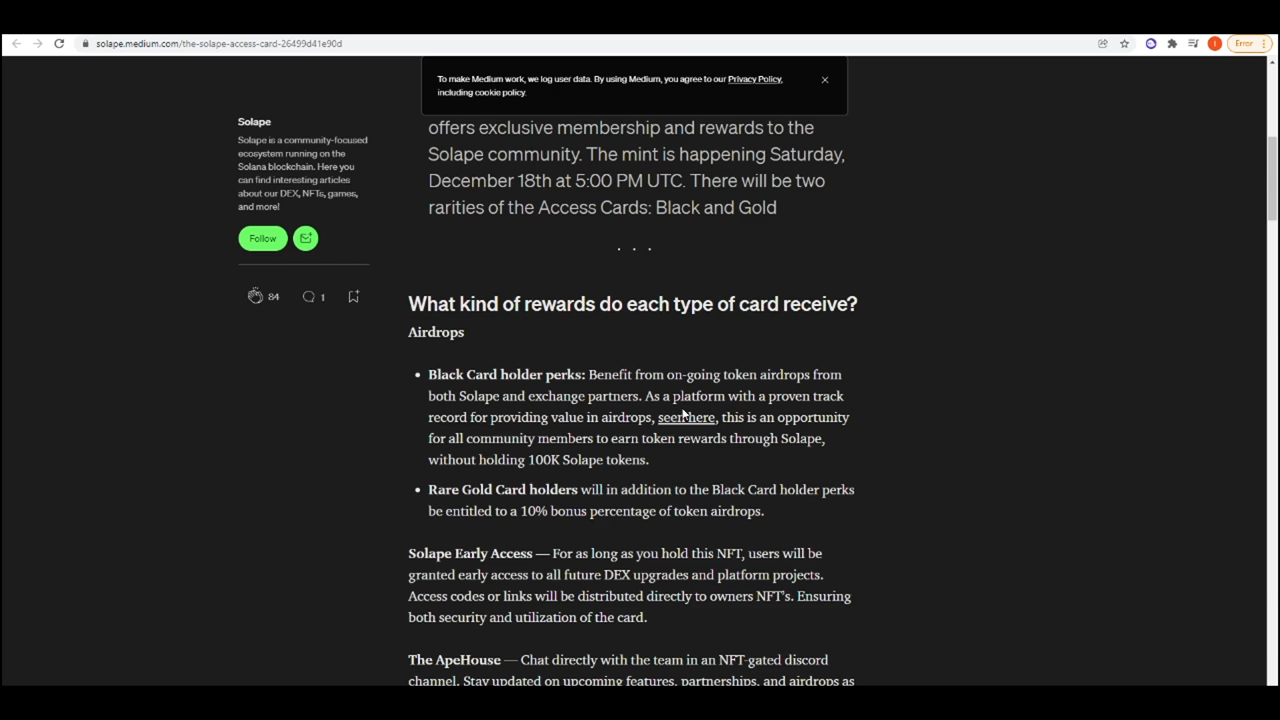 solape.medium.com/the-solape-access-card-26499d41e90d
Error
To make Medium work, we log user data. By using Medium, you agree to our Privacy Policy,
including cookie policy.
Solape
Solape is a community-focused
ecosystem running on the
Solana blockchain. Here you
can find interesting articles
about our DEX, NFTs, games,
and more!
Follow
84
1
offers exclusive membership and rewards to the
Solape community. The mint is happening Saturday,
December 18th at 5:00 PM UTC. There will be two
rarities of the Access Cards: Black and Gold
. . .
What kind of rewards do each type of card receive?
Airdrops
• Black Card holder perks: Benefit from on-going token airdrops from
both Solape and exchange partners. As a platform with a proven track
record for providing value in airdrops, seen here, this is an opportunity
for all community members to earn token rewards through Solape,
without holding 100K Solape tokens.
• Rare Gold Card holders will in addition to the Black Card holder perks
be entitled to a 10% bonus percentage of token airdrops.
Solape Early Access — For as long as you hold this NFT, users will be
granted early access to all future DEX upgrades and platform projects.
Access codes or links will be distributed directly to owners NFT's. Ensuring
both security and utilization of the card.
The ApeHouse — Chat directly with the team in an NFT-gated discord
channel. Stay updated on upcoming features, partnerships, and airdrops as